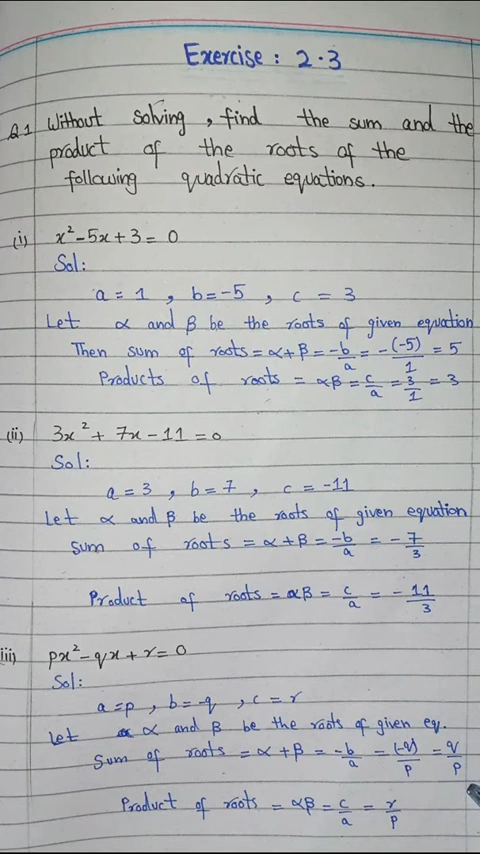 Exercise : 2.3
Q1 Without solving, find the sum and the
product of the roots of the
following quadratic equations.
(i) x²-5x+3=0
Sol:
a = 1 , b=-5 , c = 3
Let α and β be the roots of given equation
Then sum of roots = α+β = -b/a = -(-5)/1 = 5
Products of roots = αβ = c/a = 3/1 = 3
(ii) 3x²+ 7x-11=0
Sol:
a=3 , b=7 , c=-11
Let α and β be the roots of given equation
Sum of roots = α+β = -b/a = -7/3
Product of roots = αβ = c/a = -11/3
iii) px²-qx+r=0
Sol:
a=p , b=-q , c=r
Let α and β be the roots of given eq.
Sum of roots = α+β = -b/a = (-q)/p = q/p
Product of roots = αβ = c/a = r/p